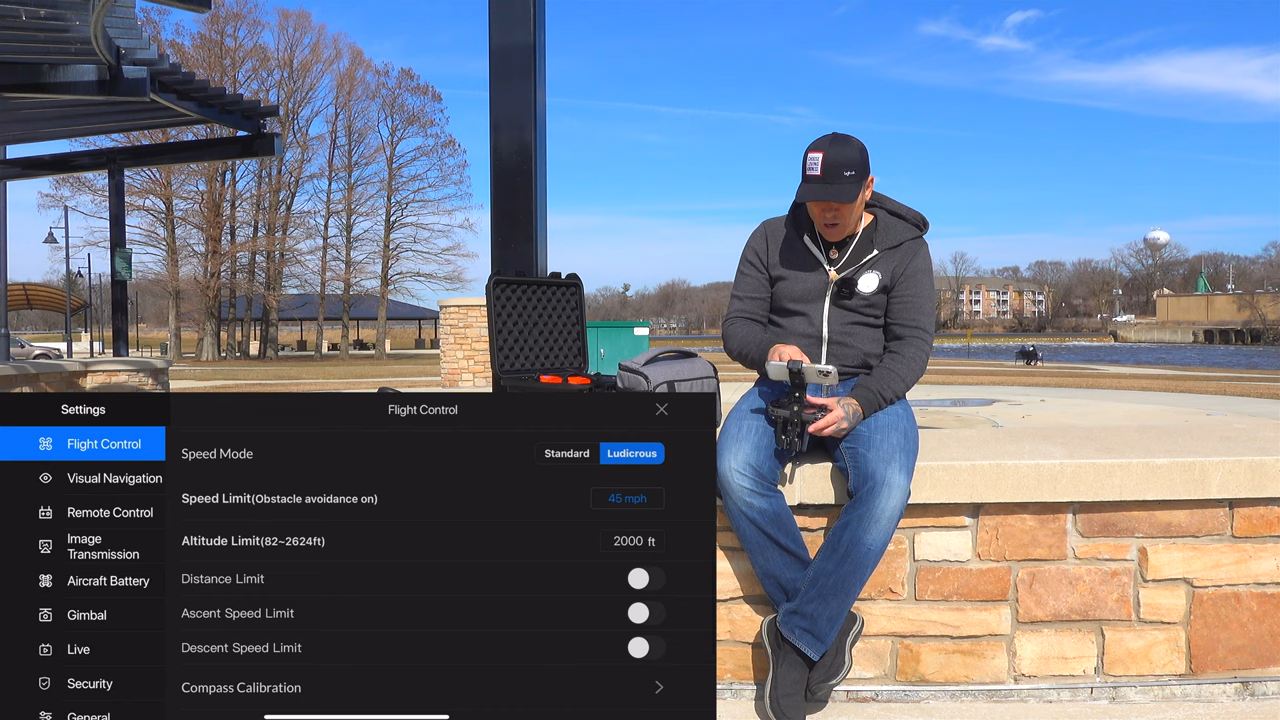 CHOOSE
LIVING
Settings
Flight Control
Flight Control
Visual Navigation
Remote Control
Image
Transmission
Aircraft Battery
Gimbal
Live
Security
General
Speed Mode
Standard
Ludicrous
Speed Limit(Obstacle avoidance on)
45 mph
Altitude Limit(82~2624ft)
2000 ft
Distance Limit
Ascent Speed Limit
Descent Speed Limit
Compass Calibration